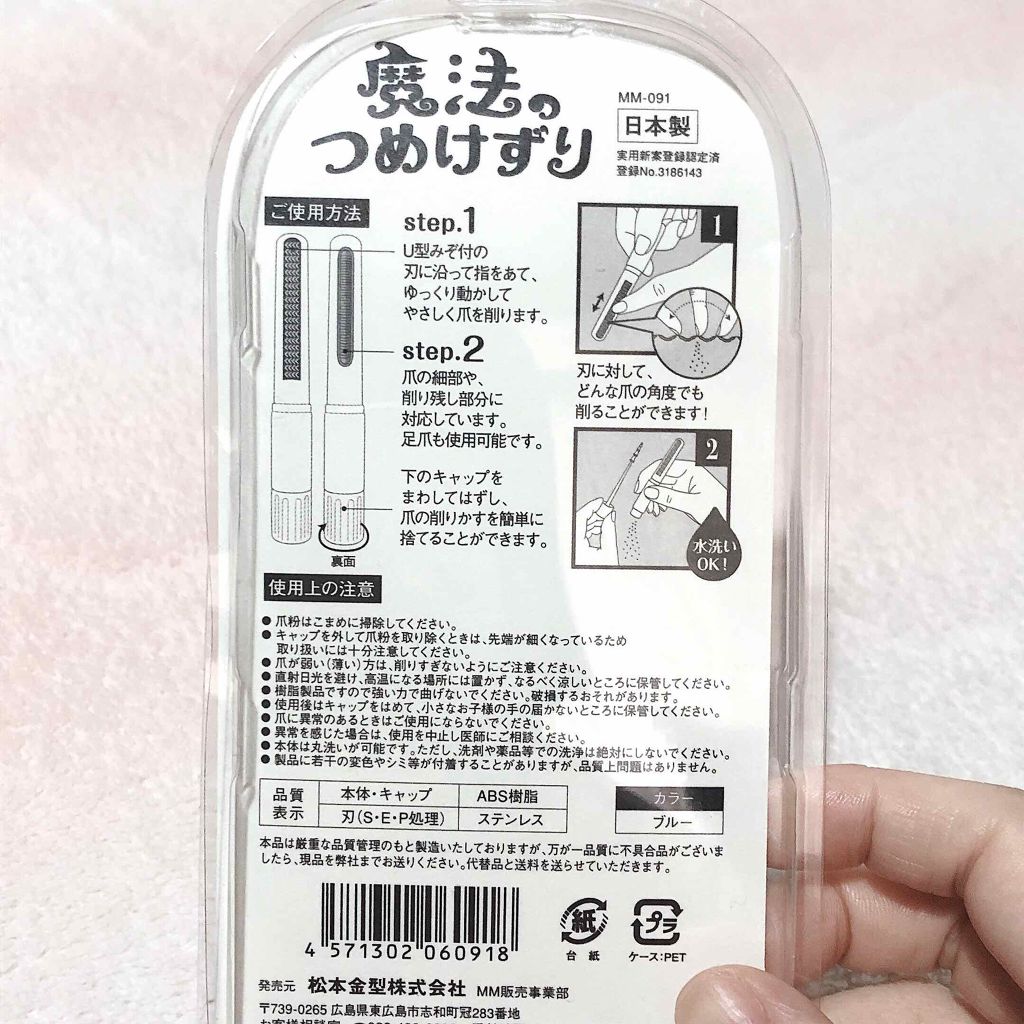 魔法の
つめけずり
MM-091
日本製
実用新案登録認定済
登録No.3186143
ご使用方法
step.1
U型みぞ付の
刃に沿って指をあて、
ゆっくり動かして
やさしく爪を削ります。
step.2
爪の細部や、
削り残し部分に
対応しています。
足爪も使用可能です。
下のキャップを
まわしてはずし、
爪の削りかすを簡単に
捨てることができます。
裏面
1
刃に対して、
どんな爪の角度でも
削ることができます!
2
水洗い
OK!
使用上の注意
●爪粉はこまめに掃除してください。
●キャップを外して爪粉を取り除くときは、先端が細くなっているため
取り扱いには十分注意してください。
●爪が弱い(薄い)方は、削りすぎないようにご注意ください。
●直射日光を避け、高温になる場所には置かず、なるべく涼しいところに保管してください。
●樹脂製品ですので強い力で曲げないでください。破損するおそれがあります。
●使用後はキャップをはめて、小さなお子様の手の届かないところに保管してください。
●爪に異常のあるときはご使用にならないでください。
●異常を感じた場合は、使用を中止し医師にご相談ください。
●本体は丸洗いが可能です。ただし、洗剤や薬品等での洗浄は絶対にしないでください。
●製品に若干の変色やシミ等が付着することがありますが、品質上問題はありません。
品質
表示
本体・キャップ ABS樹脂
刃(S・E・P処理) ステンレス
カラー
ブルー
本品は厳重な品質管理のもと製造いたしておりますが、万が一品質に不具合品がございま
したら、現品を弊社までお送りください。代替品と送料を送らせていただきます。
4 571302 060918
紙
台紙
プラ
ケース:PET
発売元 松本金型株式会社 MM販売事業部
〒739-0265 広島県東広島市志和町冠283番地